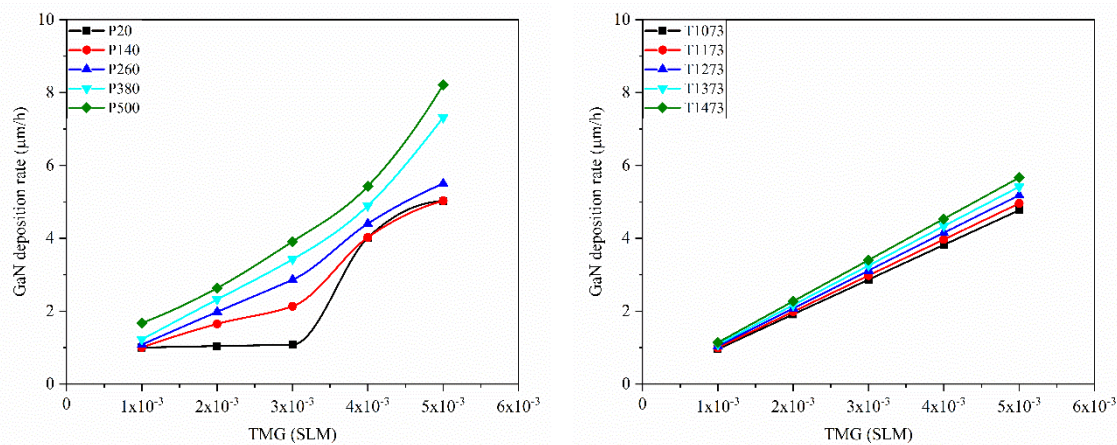 10
8
6
4
2
0
GaN deposition rate (μm/h)
P20
P140
P260
P380
P500
0
1x10⁻³
2x10⁻³
3x10⁻³
4x10⁻³
5x10⁻³
6x10⁻³
TMG (SLM)
10
8
6
4
2
0
GaN deposition rate (μm/h)
T1073
T1173
T1273
T1373
T1473
0
1x10⁻³
2x10⁻³
3x10⁻³
4x10⁻³
5x10⁻³
6x10⁻³
TMG (SLM)